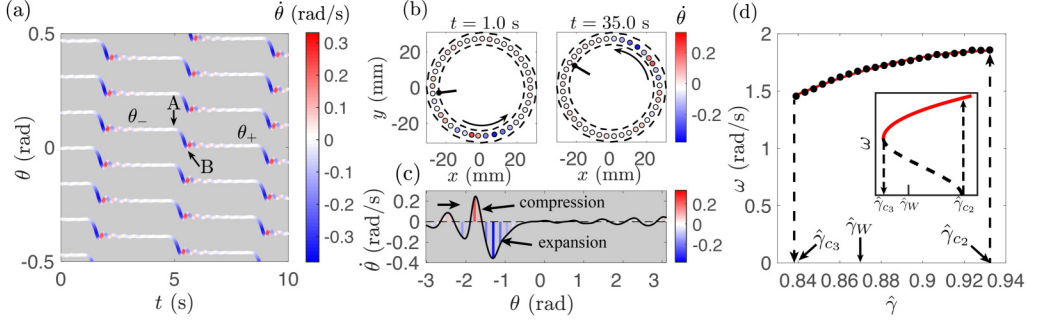 (a)
θ̇ (rad/s)
0.5
0
-0.5
θ (rad)
A
θ₋
θ₊
B
0
5
10
t (s)
0.3
0.2
0.1
0
-0.1
-0.2
-0.3
(b)
t = 1.0 s
t = 35.0 s
θ̇
20
0
-20
y (mm)
-20 0 20
x (mm)
-20 0 20
x (mm)
0.2
0
-0.2
(c)
0.2
0
-0.2
-0.4
θ̇ (rad/s)
compression
expansion
-3 -2 -1 0 1 2 3
θ (rad)
0.2
0
-0.2
(d)
2
1.5
1
0.5
0
ω (rad/s)
ω
γ̂c₃
γ̂W
γ̂c₂
γ̂c₃
γ̂W
γ̂c₂
0.84 0.86 0.88 0.9 0.92 0.94
γ̂